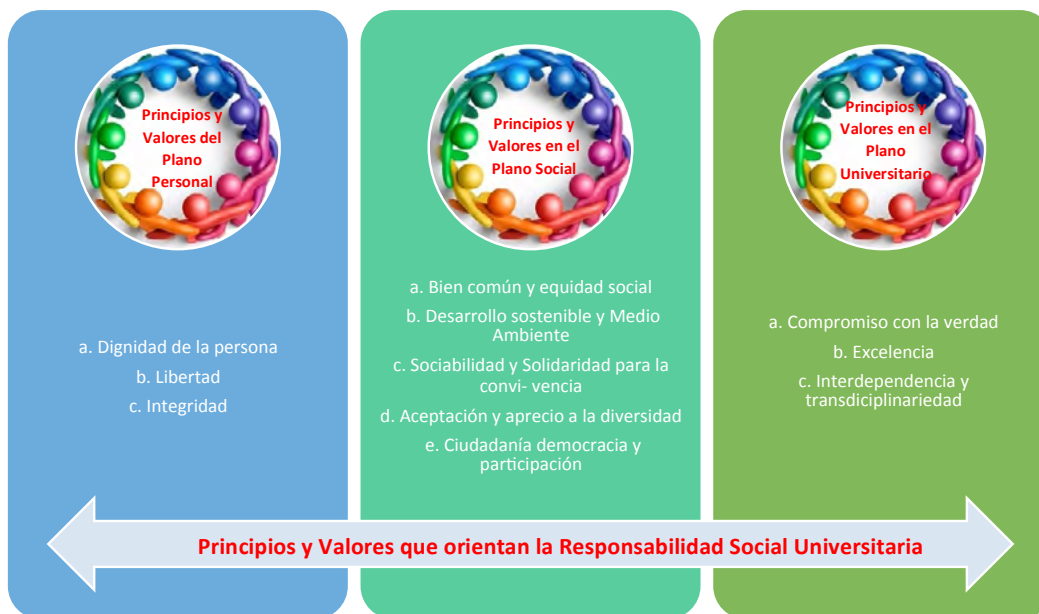 Principios y
Valores del
Plano
Personal
a. Dignidad de la persona
b. Libertad
c. Integridad
Principios y
Valores en el
Plano Social
a. Bien común y equidad social
b. Desarrollo sostenible y Medio
Ambiente
c. Sociabilidad y Solidaridad para la
convi- vencia
d. Aceptación y aprecio a la diversidad
e. Ciudadanía democracia y
participación
Principios y
Valores en el
Plano
Universitario
a. Compromiso con la verdad
b. Excelencia
c. Interdependencia y
transdiciplinariedad
Principios y Valores que orientan la Responsabilidad Social Universitaria